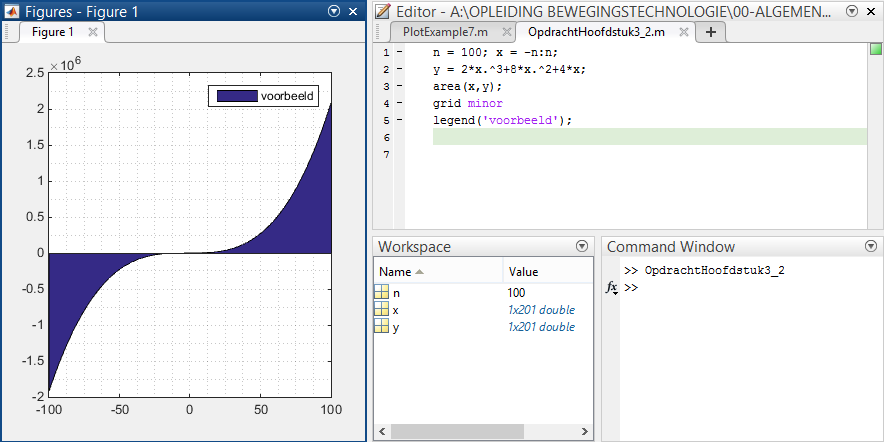 Figures - Figure 1
Figure 1
×10⁶
voorbeeld
2.5
2
1.5
1
0.5
0
-0.5
-1
-1.5
-2
-100 -50 0 50 100
Editor - A:\OPLEIDING BEWEGINGSTECHNOLOGIE\00-ALGEMEN...
PlotExample7.m OpdrachtHoofdstuk3_2.m
1 n = 100; x = -n:n;
2 y = 2*x.^3+8*x.^2+4*x;
3 area(x,y);
4 grid minor
5 legend('voorbeeld');
6
7
Workspace
Name Value
n 100
x 1x201 double
y 1x201 double
Command Window
>> OpdrachtHoofdstuk3_2
fx >>